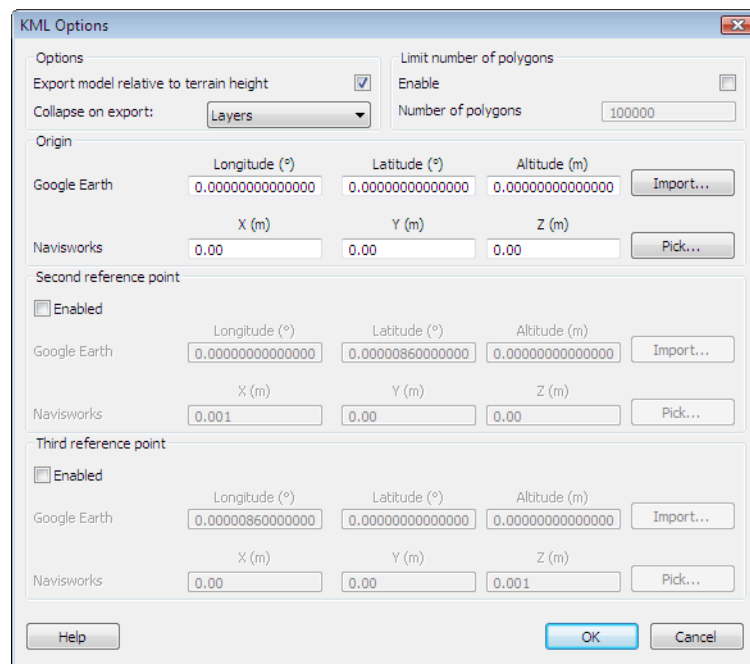 KML Options
Options
Export model relative to terrain height
Collapse on export: Layers
Limit number of polygons
Enable
Number of polygons 100000
Origin
Longitude (°) Latitude (°) Altitude (m)
Google Earth 0.00000000000000 0.00000000000000 0.00000000000000 Import...
X (m) Y (m) Z (m)
Navisworks 0.00 0.00 0.00 Pick...
Second reference point
Enabled
Longitude (°) Latitude (°) Altitude (m)
Google Earth 0.00000000000000 0.00000860000000 0.00000000000000 Import...
X (m) Y (m) Z (m)
Navisworks 0.001 0.00 0.00 Pick...
Third reference point
Enabled
Longitude (°) Latitude (°) Altitude (m)
Google Earth 0.00000860000000 0.00000000000000 0.00000000000000 Import...
X (m) Y (m) Z (m)
Navisworks 0.00 0.00 0.001 Pick...
Help OK Cancel